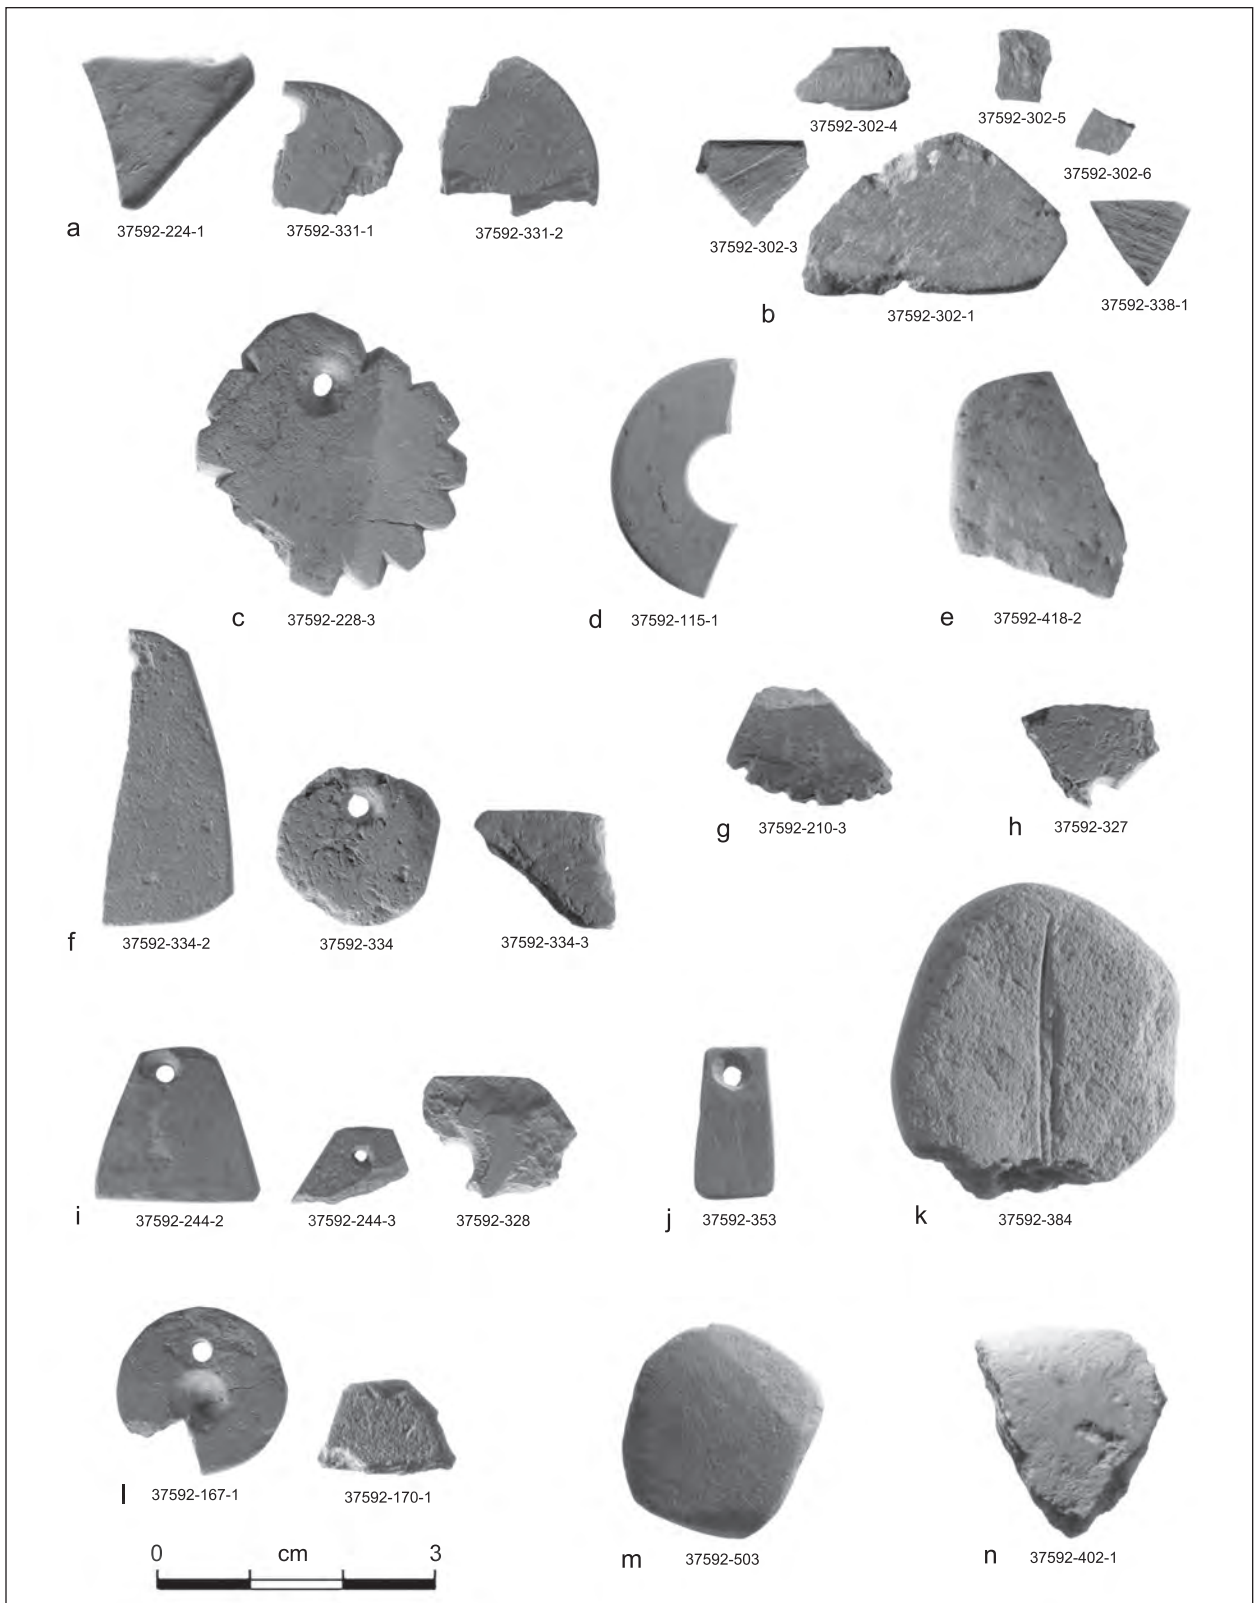 37592-302-4
37592-302-5
37592-302-6
a 37592-224-1 37592-331-1 37592-331-2
37592-302-3
37592-338-1
b 37592-302-1
c 37592-228-3
d 37592-115-1
e 37592-418-2
g 37592-210-3
h 37592-327
f 37592-334-2 37592-334 37592-334-3
i 37592-244-2 37592-244-3 37592-328
j 37592-353
k 37592-384
l 37592-167-1 37592-170-1
m 37592-503
n 37592-402-1
0 cm 3